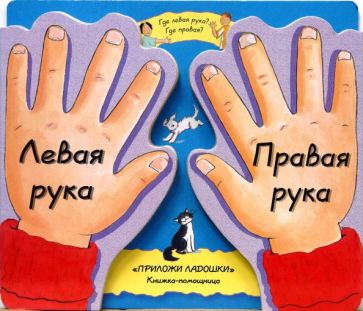 Где левая рука?
Где правая?
Левая
рука
Правая
рука
«ПРИЛОЖИ ЛАДОШКИ»
Книжка-помощница